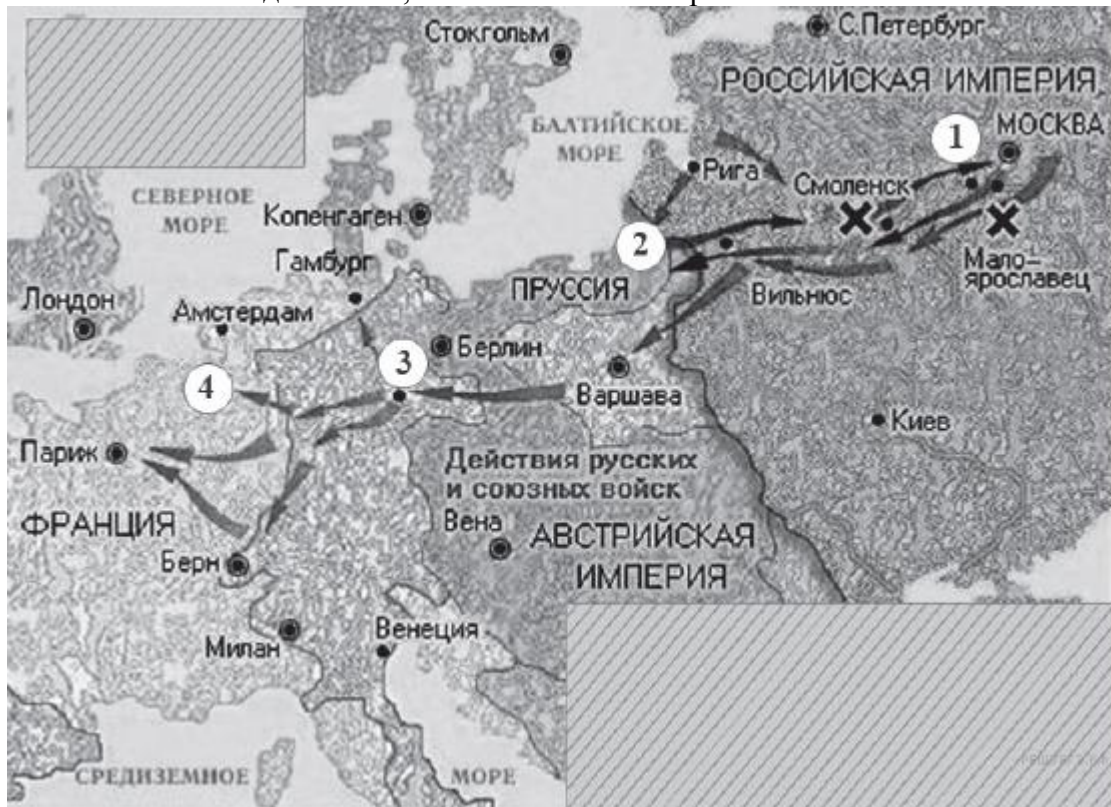 Стокгольм
С.Петербург
РОССИЙСКАЯ ИМПЕРИЯ
БАЛТИЙСКОЕ
МОРЕ
1
МОСКВА
Рига
Смоленск
СЕВЕРНОЕ
МОРЕ
Копенгаген
2
Мало-
ярославец
Гамбург
ПРУССИЯ
Вильнюс
Лондон
Амстердам
Берлин
3
4
Варшава
Киев
Париж
Действия русских
и союзных войск
ФРАНЦИЯ
Вена
АВСТРИЙСКАЯ
ИМПЕРИЯ
Берн
Милан
Венеция
СРЕДИЗЕМНОЕ
МОРЕ